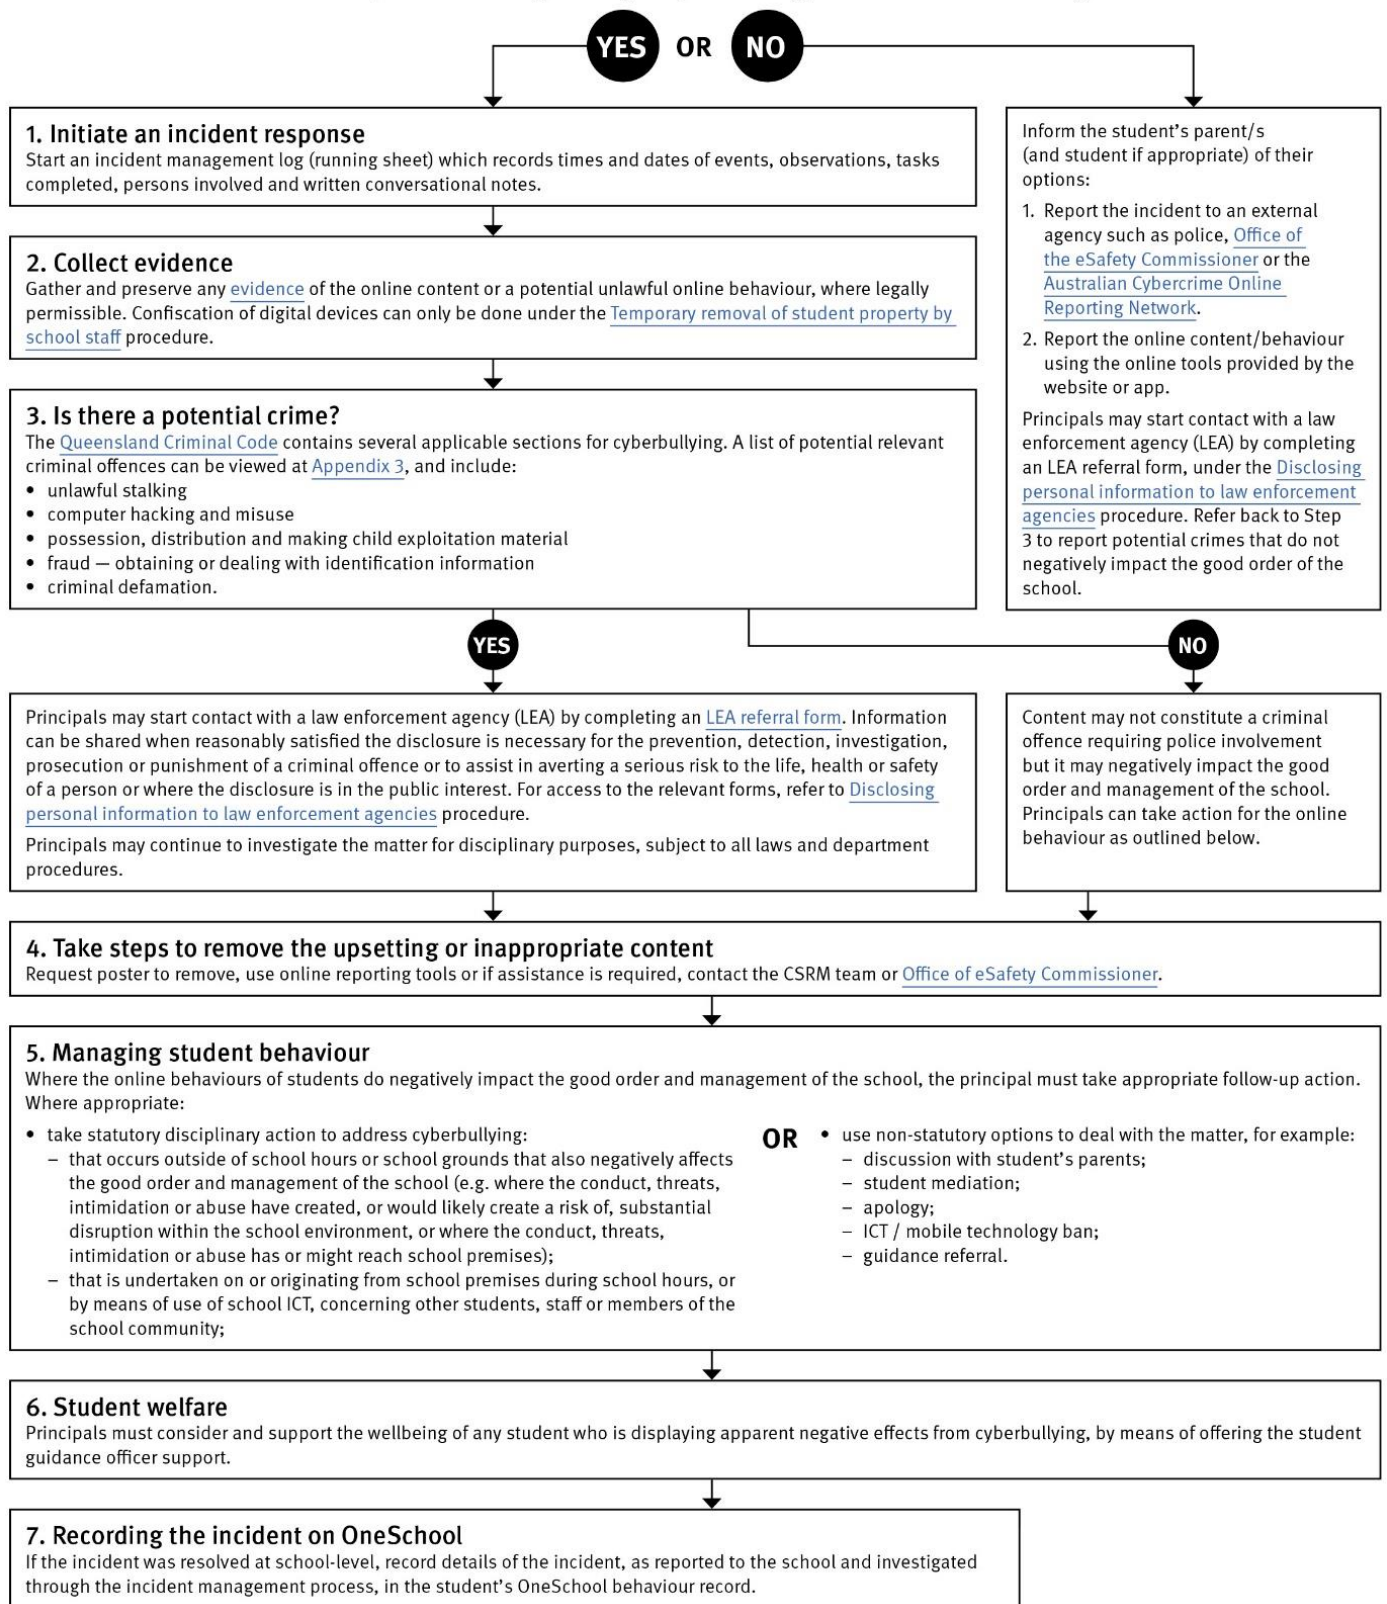 YES OR NO
1. Initiate an incident response
Start an incident management log (running sheet) which records times and dates of events, observations, tasks
completed, persons involved and written conversational notes.
2. Collect evidence
Gather and preserve any evidence of the online content or a potential unlawful online behaviour, where legally
permissible. Confiscation of digital devices can only be done under the Temporary removal of student property by
school staff procedure.
3. Is there a potential crime?
The Queensland Criminal Code contains several applicable sections for cyberbullying. A list of potential relevant
criminal offences can be viewed at Appendix 3, and include:
• unlawful stalking
• computer hacking and misuse
• possession, distribution and making child exploitation material
• fraud — obtaining or dealing with identification information
• criminal defamation.
Inform the student's parent/s
(and student if appropriate) of their
options:
1. Report the incident to an external
agency such as police, Office of
the eSafety Commissioner or the
Australian Cybercrime Online
Reporting Network.
2. Report the online content/behaviour
using the online tools provided by the
website or app.
Principals may start contact with a law
enforcement agency (LEA) by completing
an LEA referral form, under the Disclosing
personal information to law enforcement
agencies procedure. Refer back to Step
3 to report potential crimes that do not
negatively impact the good order of the
school.
YES
NO
Principals may start contact with a law enforcement agency (LEA) by completing an LEA referral form. Information
can be shared when reasonably satisfied the disclosure is necessary for the prevention, detection, investigation,
prosecution or punishment of a criminal offence or to assist in averting a serious risk to the life, health or safety
of a person or where the disclosure is in the public interest. For access to the relevant forms, refer to Disclosing
personal information to law enforcement agencies procedure.
Principals may continue to investigate the matter for disciplinary purposes, subject to all laws and department
procedures.
Content may not constitute a criminal
offence requiring police involvement
but it may negatively impact the good
order and management of the school.
Principals can take action for the online
behaviour as outlined below.
4. Take steps to remove the upsetting or inappropriate content
Request poster to remove, use online reporting tools or if assistance is required, contact the CSRM team or Office of eSafety Commissioner.
5. Managing student behaviour
Where the online behaviours of students do negatively impact the good order and management of the school, the principal must take appropriate follow-up action.
Where appropriate:
• take statutory disciplinary action to address cyberbullying:
– that occurs outside of school hours or school grounds that also negatively affects
the good order and management of the school (e.g. where the conduct, threats,
intimidation or abuse have created, or would likely create a risk of, substantial
disruption within the school environment, or where the conduct, threats,
intimidation or abuse has or might reach school premises);
– that is undertaken on or originating from school premises during school hours, or
by means of use of school ICT, concerning other students, staff or members of the
school community;
OR
• use non-statutory options to deal with the matter, for example:
– discussion with student's parents;
– student mediation;
– apology;
– ICT / mobile technology ban;
– guidance referral.
6. Student welfare
Principals must consider and support the wellbeing of any student who is displaying apparent negative effects from cyberbullying, by means of offering the student
guidance officer support.
7. Recording the incident on OneSchool
If the incident was resolved at school-level, record details of the incident, as reported to the school and investigated
through the incident management process, in the student's OneSchool behaviour record.